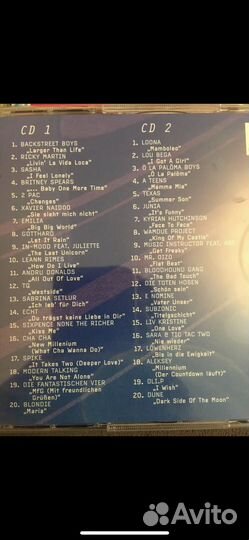 CD 1
1. BACKSTREET BOYS
„Larger Than Life"
2. RICKY MARTIN
„Livin' La Vida Loca"
3. SASHA
„I Feel Lonely"
4. BRITNEY SPEARS
„... Baby One More Time"
5. 2 PAC
„Changes"
6. XAVIER NAIDOO
„Sie sieht mich nicht"
7. EMILIA
„Big Big World"
8. GOTTHARD
„Let It Rain"
9. IN-MOOD FEAT. JULIETTE
„The Last Unicorn"
10. LEANN RIMES
„How Do I Live"
11. ANDRU DONALDS
„All Out Of Love"
12. TQ
„Westside"
13. SABRINA SETLUR
„Ich leb' für Dich"
14. ECHT
„Du trägst keine Liebe in Dir"
15. SIXPENCE NONE THE RICHER
„Kiss Me"
16. CHA CHA
„New Millenium
(What Cha Wanna Do)"
17. SPIKE
„It Takes Two (Deeper Love)"
18. MODERN TALKING
„You Are Not Alone"
19. DIE FANTASTISCHEN VIER
„MfG (Mit freundlichen
Grüßen)"
20. BLONDIE
„Maria"
CD 2
1. LOONA
„Mamboleo"
2. LOU BEGA
„I Got A Girl"
3. O LA PALOMA BOYS
„O La Paloma"
4. A TEENS
„Mamma Mia"
5. TEXAS
„Summer Son"
6. JUNIA
„It's Funny"
7. KYRIAN HUTCHINSON
„Face To Face"
8. WAMDUE PROJECT
„King Of My Castle"
9. MUSIC INSTRUCTOR FEAT.
„Get Freaky"
10. MR. OIZO
„Flat Beat"
11. BLOODHOUND GANG
„The Bad Touch"
12. DIE TOTEN HOSEN
„Schön sein"
13. E NOMINE
„Vater Unser"
14. SUBZONIC
„Titelgschicht"
15. LIV KRISTINE
„One Love"
16. SARA @ TIC TAC TWO
„Nie wieder"
17. LÖWENHERZ
„Bis in die Ewigkeit"
18. ALEKSEY
„Millennium
(Der Countdown läuft)"
19. OLI.P
„I Wish"
20. DUNE
„Dark Side Of The Moon"
Avito